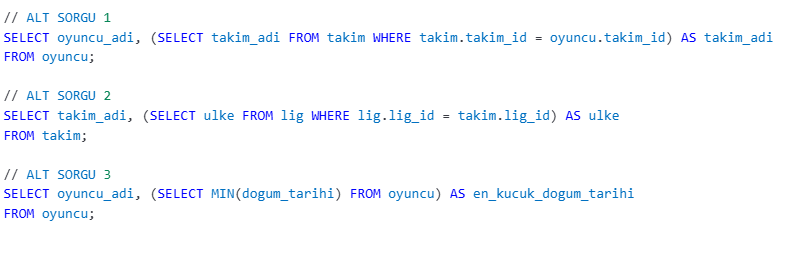 // ALT SORGU 1
SELECT oyuncu_adi, (SELECT takim_adi FROM takim WHERE takim.takim_id = oyuncu.takim_id) AS takim_adi
FROM oyuncu;
// ALT SORGU 2
SELECT takim_adi, (SELECT ulke FROM lig WHERE lig.lig_id = takim.lig_id) AS ulke
FROM takim;
// ALT SORGU 3
SELECT oyuncu_adi, (SELECT MIN(dogum_tarihi) FROM oyuncu) AS en_kucuk_dogum_tarihi
FROM oyuncu;